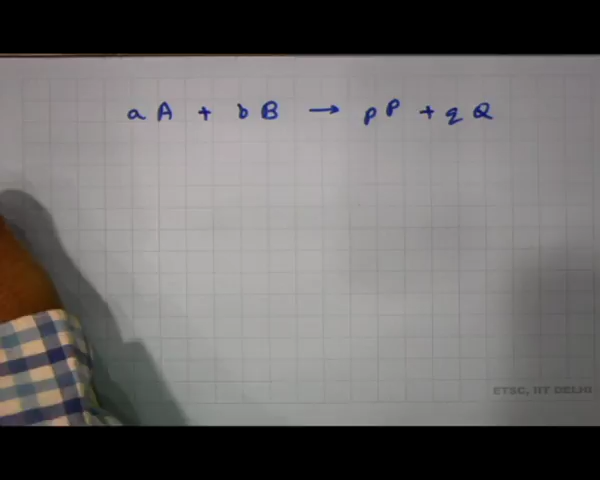 a A + b B → p P + q Q
ETSC, IIT DELHI